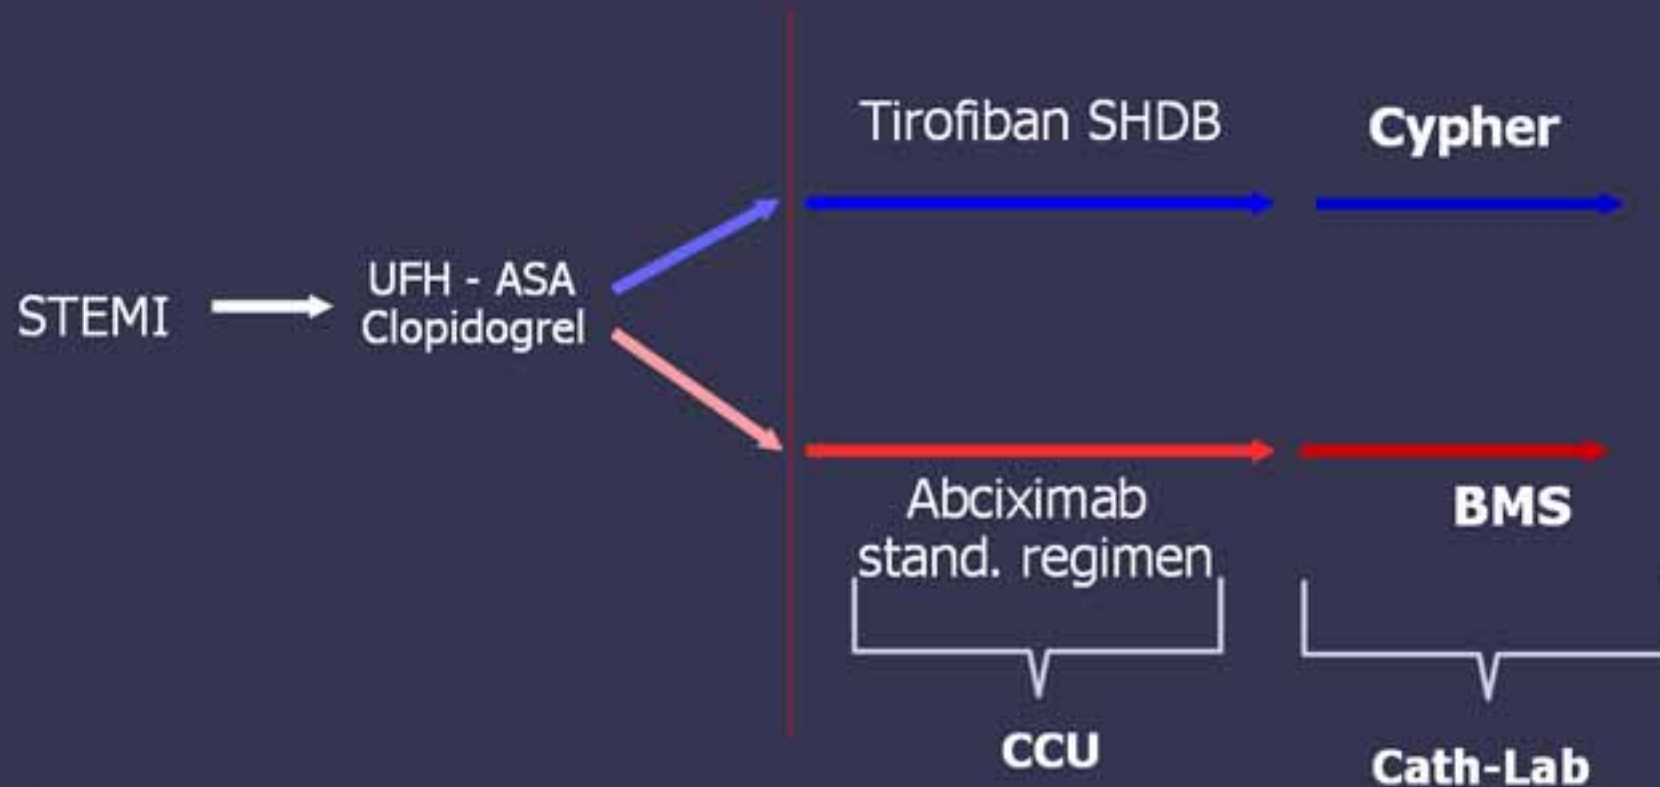 Tirofiban SHDB
Cypher
STEMI
UFH - ASA
Clopidogrel
Abciximab
stand. regimen
BMS
CCU
Cath-Lab